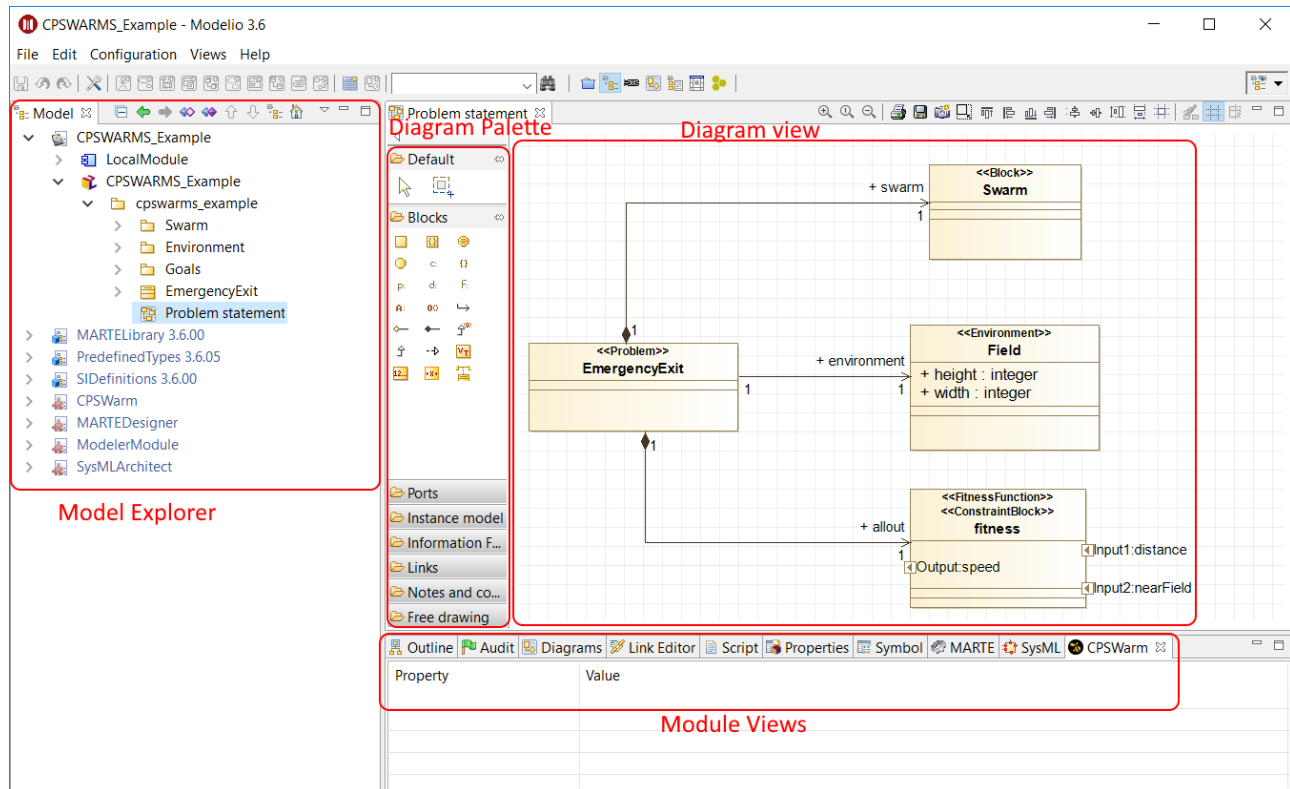 CPSWARMS_Example - Modelio 3.6
File Edit Configuration Views Help
Model
CPSWARMS_Example
LocalModule
CPSWARMS_Example
cpswarms_example
Swarm
Environment
Goals
EmergencyExit
Problem statement
MARTELibrary 3.6.00
PredefinedTypes 3.6.05
SIDefinitions 3.6.00
CPSWarm
MARTEDesigner
ModelerModule
SysMLArchitect
Model Explorer
Problem statement
Diagram Palette
Default
Blocks
c:
{}
p:
d:
F:
A:
Ports
Instance model
Information F...
Links
Notes and co...
Free drawing
Diagram view
<<Block>>
Swarm
+ swarm
1
1
<<Problem>>
EmergencyExit
1
1
<<Environment>>
Field
+ height : integer
+ width : integer
+ environment
1
<<FitnessFunction>>
<<ConstraintBlock>>
fitness
+ allout
1
Input1:distance
Output:speed
Input2:nearField
Outline Audit Diagrams Link Editor Script Properties Symbol MARTE SysML CPSWarm
Property Value
Module Views